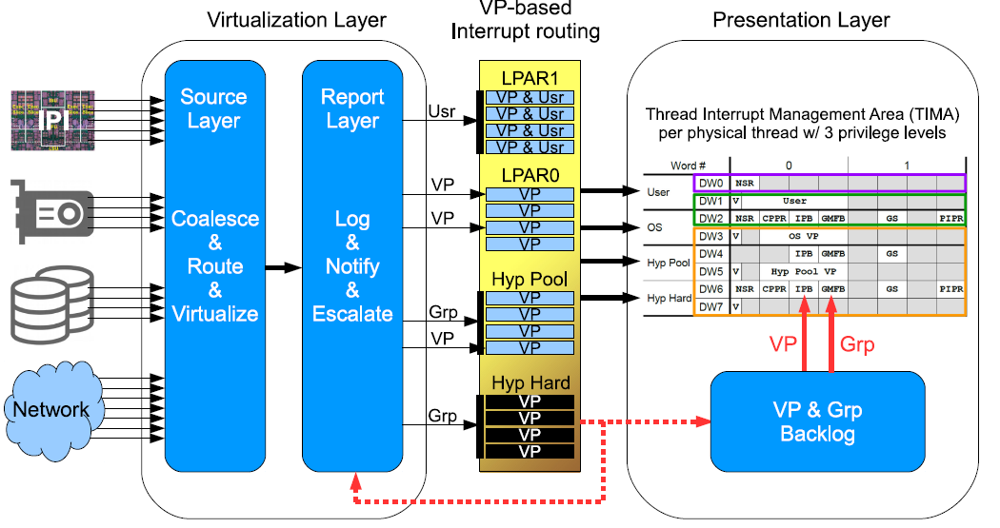 Virtualization Layer
VP-based
Interrupt routing
Presentation Layer
IPI
Network
Source
Layer
Coalesce
&
Route
&
Virtualize
Report
Layer
Log
&
Notify
&
Escalate
Usr
VP
VP
Grp
VP
Grp
LPAR1
VP & Usr
VP & Usr
VP & Usr
VP & Usr
LPAR0
VP
VP
VP
VP
Hyp Pool
VP
VP
VP
VP
Hyp Hard
VP
VP
VP
VP
Thread Interrupt Management Area (TIMA)
per physical thread w/ 3 privilege levels
Word # 0 1
User
DW0 NSR
DW1 V User
OS
DW2 NSR CPPR IPB GMFB GS PIPR
DW3 V OS VP
Hyp Pool
DW4 IPB GMFB GS
DW5 V Hyp Pool VP
Hyp Hard
DW6 NSR CPPR IPB GMFB GS PIPR
DW7 V
VP Grp
VP & Grp
Backlog